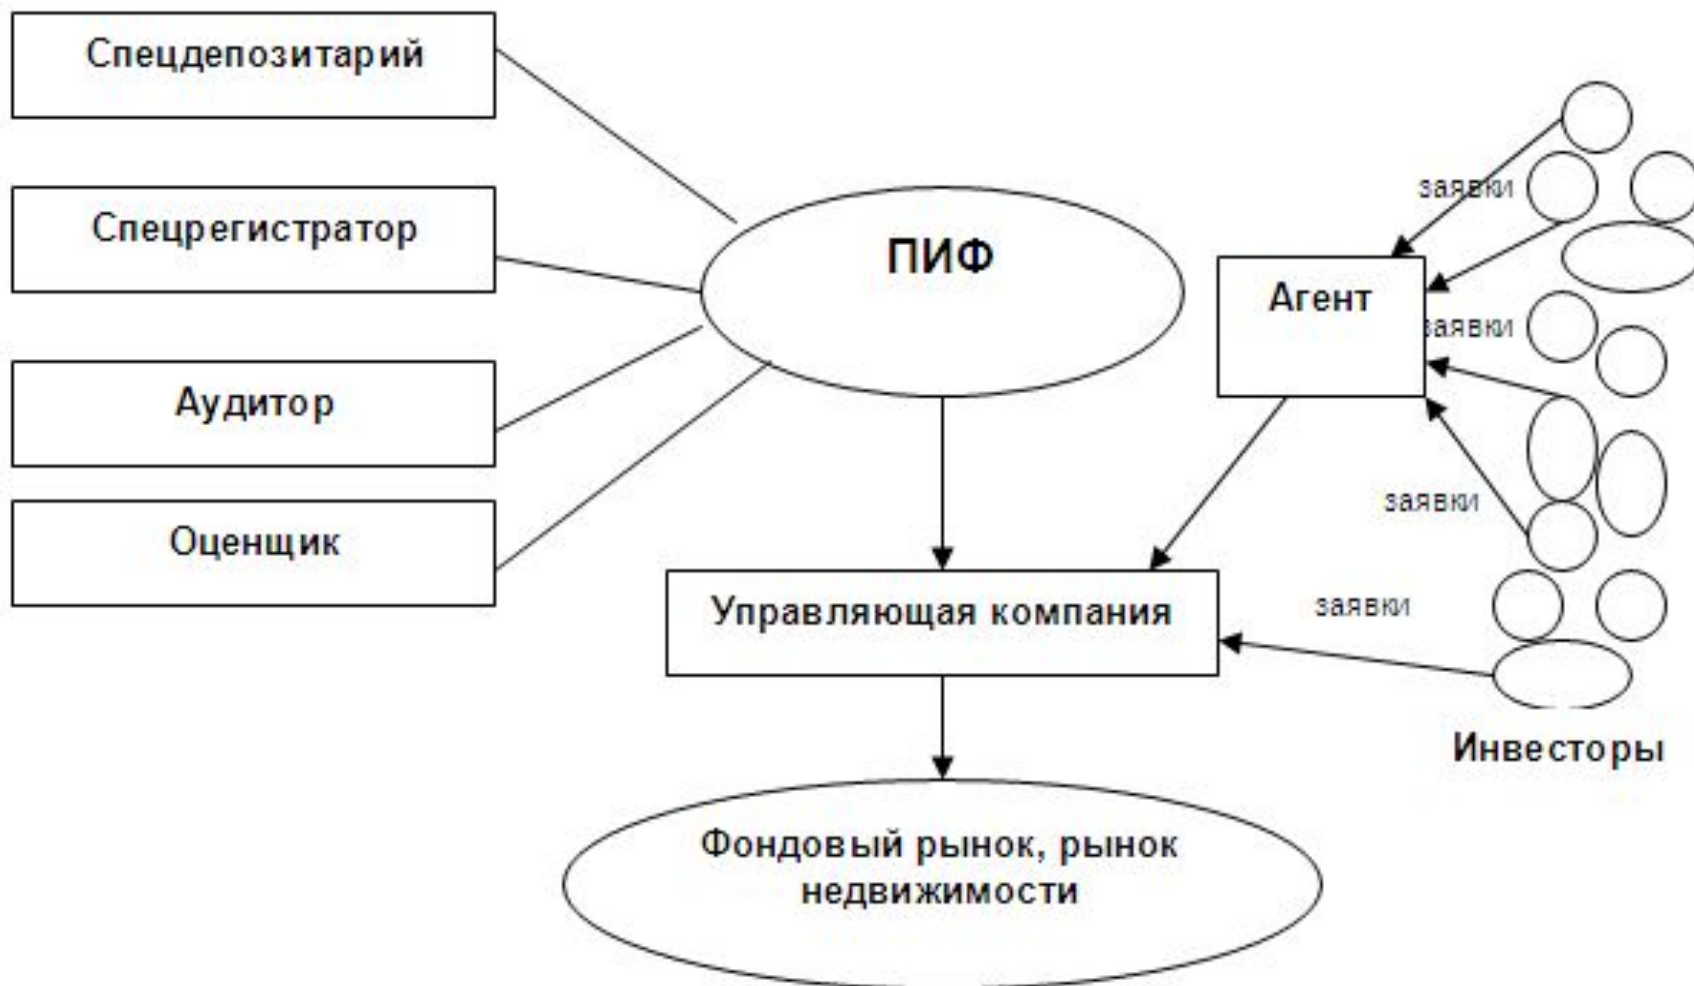 Спецдепозитарий
Спецрегистратор
Аудитор
Оценщик
ПИФ
Агент
заявки
заявки
заявки
заявки
Управляющая компания
Инвесторы
Фондовый рынок, рынок
недвижимости